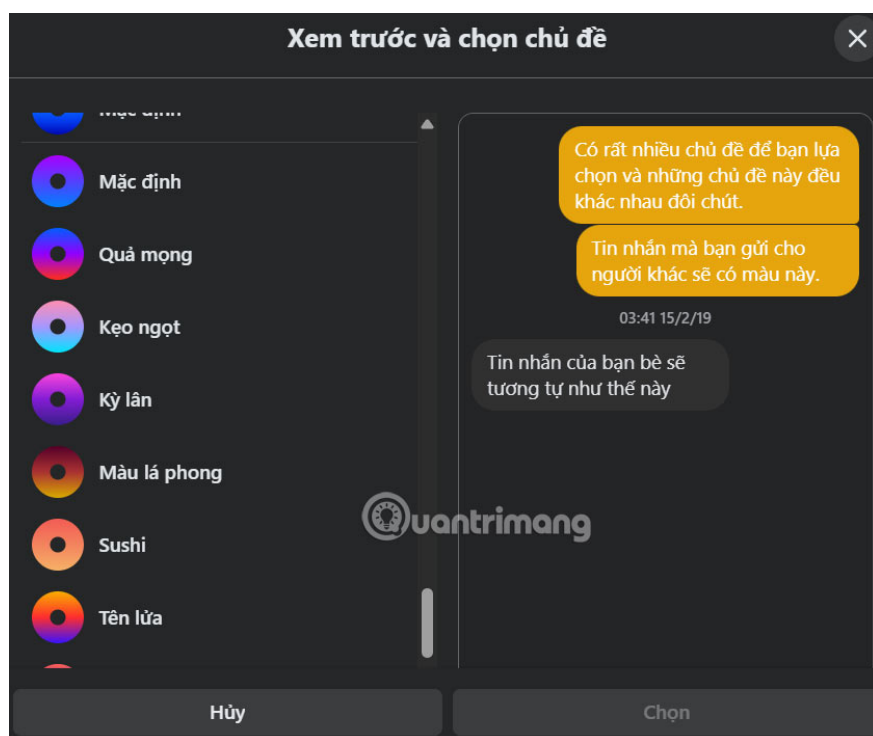 Xem trước và chọn chủ đề
Mặc định
Mặc định
Quả mọng
Kẹo ngọt
Kỳ lân
Màu lá phong
Sushi
Tên lửa
Có rất nhiều chủ đề để bạn lựa
chọn và những chủ đề này đều
khác nhau đôi chút.
Tin nhắn mà bạn gửi cho
người khác sẽ có màu này.
03:41 15/2/19
Tin nhắn của bạn bè sẽ
tương tự như thế này
Quantrimang
Hủy
Chọn